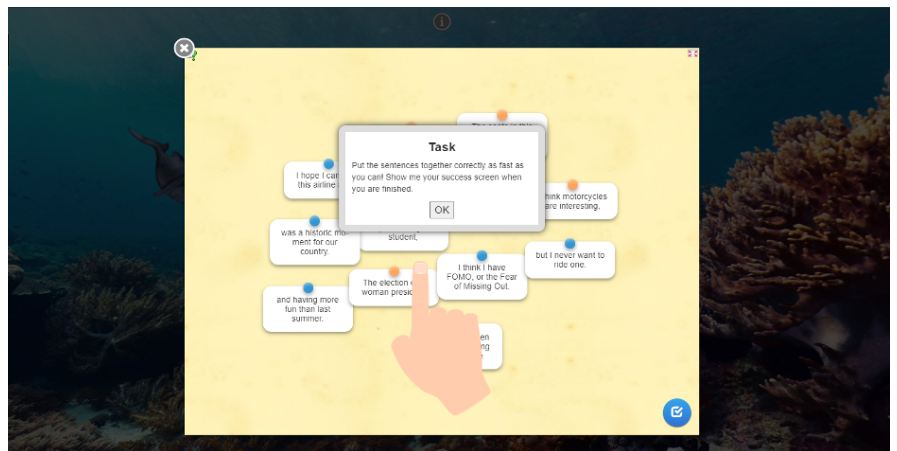 Task
Put the sentences together correctly as fast as
you can! Show me your success screen when
you are finished.
OK
I hope I can
this airline
think motorcycles
are interesting,
was a historic mo-
ment for our
country.
student,
but I never want to
ride one.
I think I have
FOMO, or the Fear
of Missing Out.
The election
woman presid
and having more
fun than last
summer.